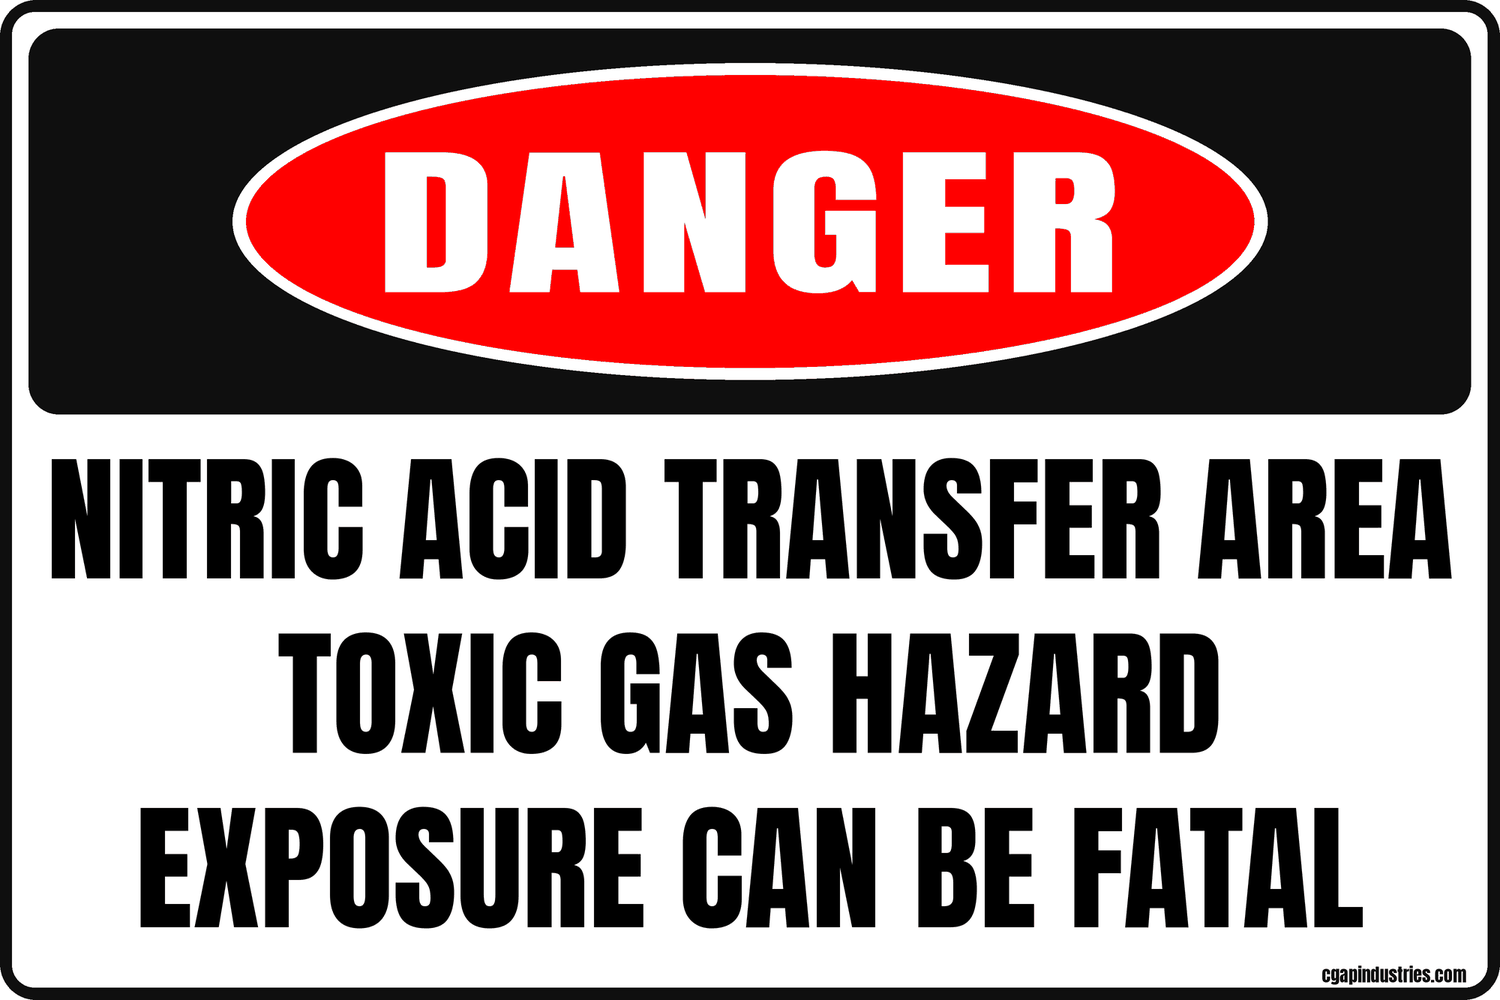 DANGER
NITRIC ACID TRANSFER AREA
TOXIC GAS HAZARD
EXPOSURE CAN BE FATAL
cgapindustries.com